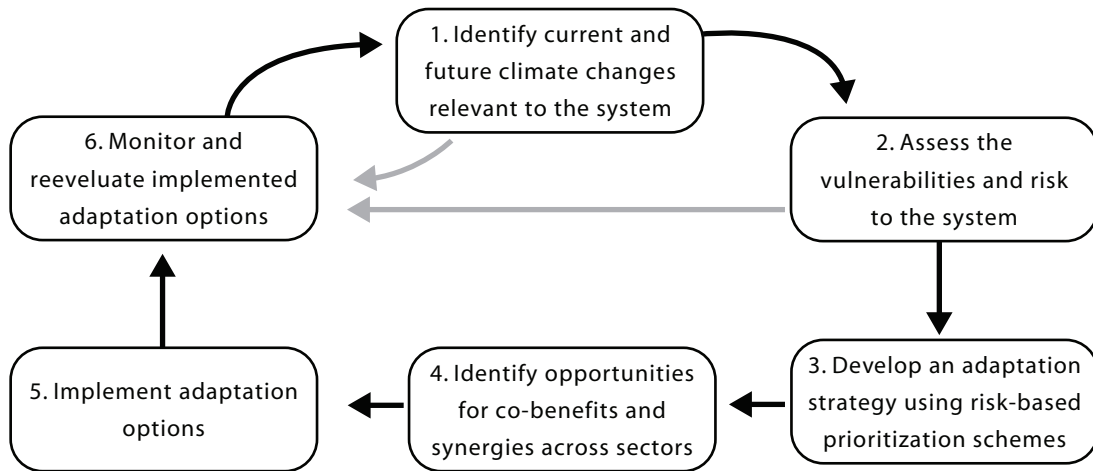 1. Identify current and
future climate changes
relevant to the system
2. Assess the
vulnerabilities and risk
to the system
3. Develop an adaptation
strategy using risk-based
prioritization schemes
4. Identify opportunities
for co-benefits and
synergies across sectors
5. Implement adaptation
options
6. Monitor and
reeveluate implemented
adaptation options